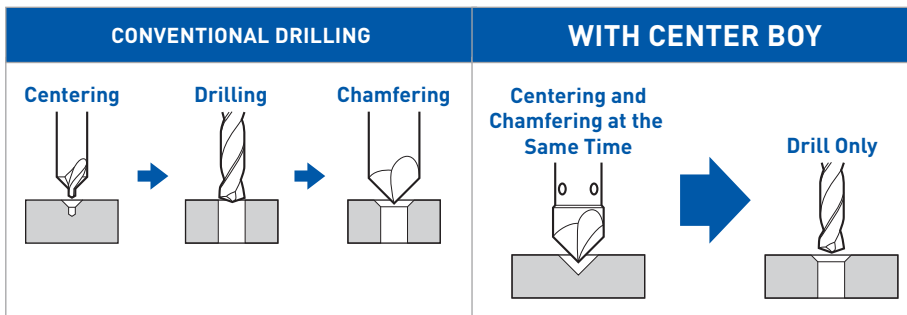 CONVENTIONAL DRILLING
WITH CENTER BOY
Centering
Drilling
Chamfering
Centering and
Chamfering at the
Same Time
Drill Only